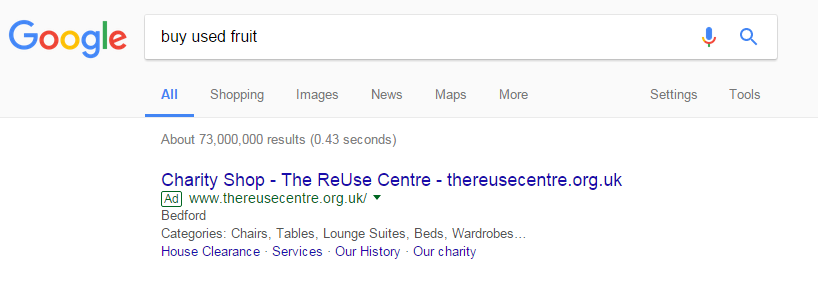 Google
buy used fruit
All Shopping Images News Maps More Settings Tools
About 73,000,000 results (0.43 seconds)
Charity Shop - The ReUse Centre - thereusecentre.org.uk
Ad www.thereusecentre.org.uk/
Bedford
Categories: Chairs, Tables, Lounge Suites, Beds, Wardrobes…
House Clearance · Services · Our History · Our charity